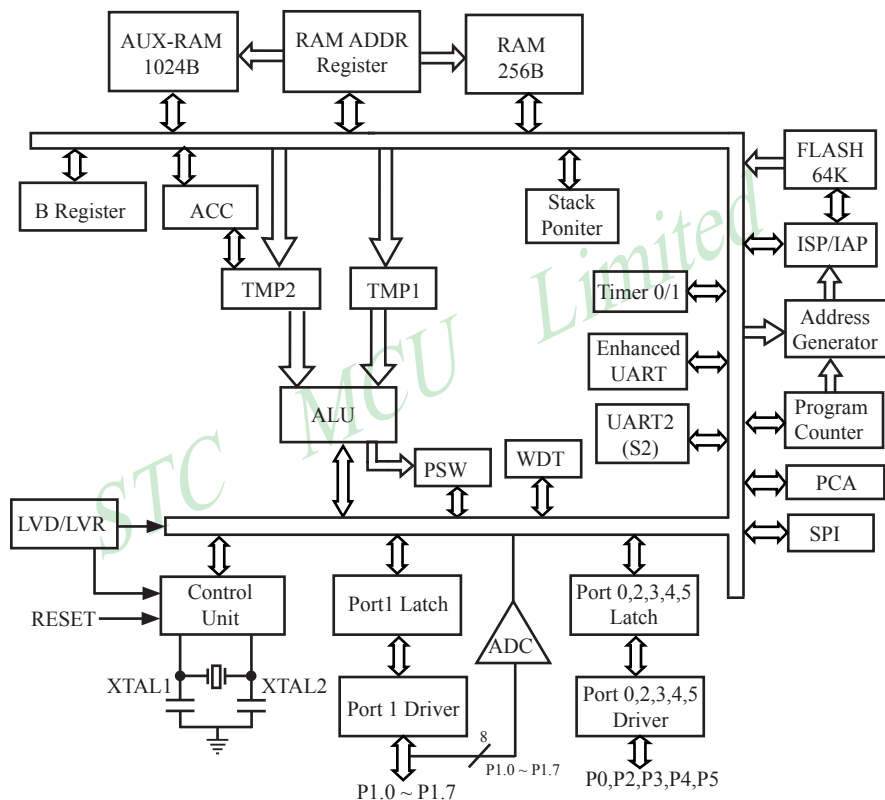 AUX-RAM
1024B
RAM ADDR
Register
RAM
256B
FLASH
64K
B Register
ACC
Stack
Poniter
ISP/IAP
TMP2
TMP1
Timer 0/1
Address
Generator
Enhanced
UART
ALU
UART2
(S2)
Program
Counter
PSW
WDT
PCA
LVD/LVR
SPI
Control
Unit
Port1 Latch
Port 0,2,3,4,5
Latch
RESET
ADC
XTAL1
XTAL2
Port 1 Driver
Port 0,2,3,4,5
Driver
8
P1.0 ~ P1.7
P1.0 ~ P1.7
P0,P2,P3,P4,P5
STC MCU Limited